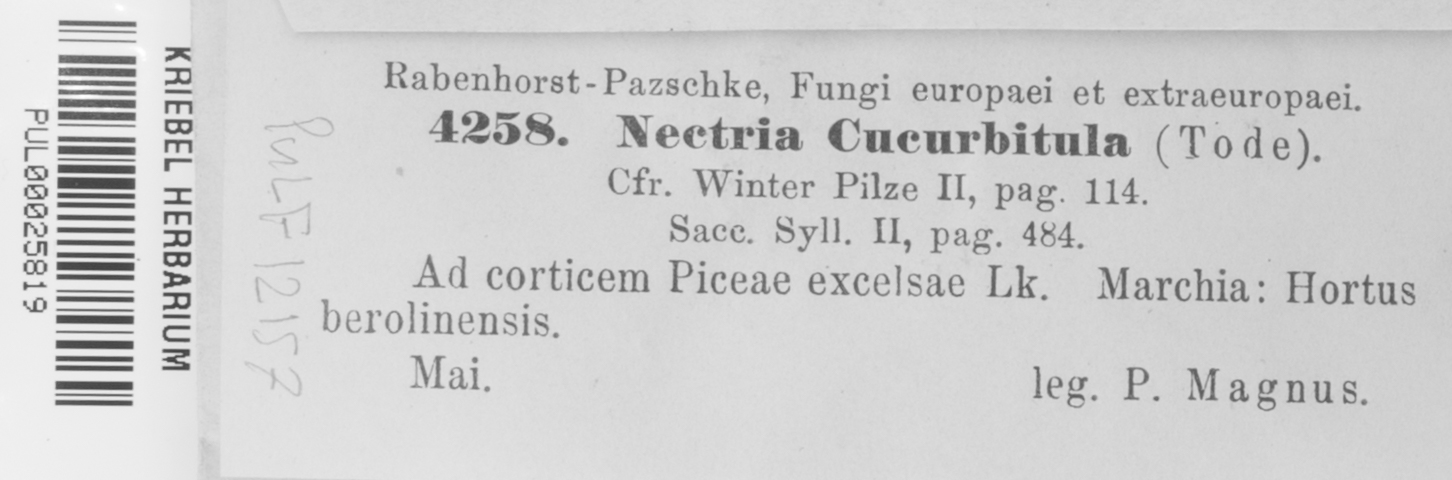 KRIEBEL HERBARIUM
PUL00025819
PULF 12157
Rabenhorst-Pazschke, Fungi europaei et extraeuropaei.
4258. Nectria Cucurbitula (Tode).
Cfr. Winter Pilze II, pag. 114.
Sacc. Syll. II, pag. 484.
Ad corticem Piceae excelsae Lk. Marchia: Hortus
berolinensis.
Mai.
leg. P. Magnus.